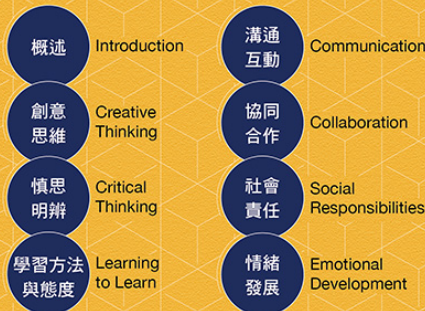 概述
Introduction
創意
思維
Creative
Thinking
慎思
明辨
Critical
Thinking
學習方法
與態度
Learning
to Learn
溝通
互動
Communication
協同
合作
Collaboration
社會
責任
Social
Responsibilities
情緒
發展
Emotional
Development